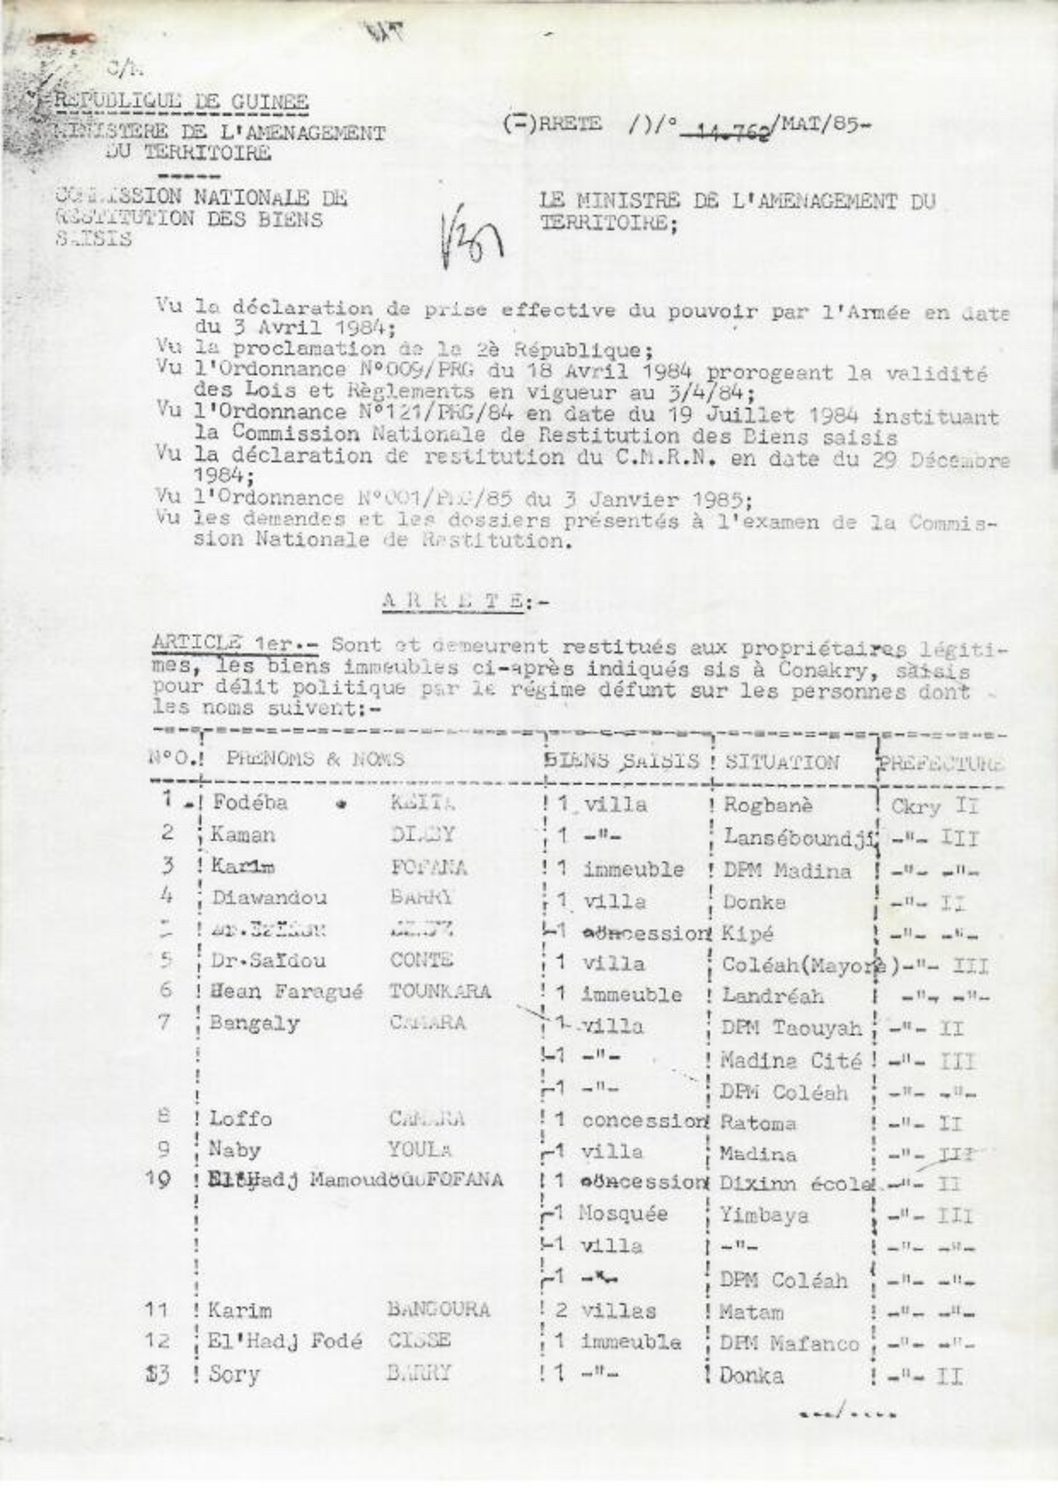 C/
REPUBLIQUE DE GUINEE
MINISTERE DE L'AMENAGEMENT
DU TERRITOIRE
COMMISSION NATIONALE DE
RESTITUTION DES BIENS
SAISIS
(=)RRETE /)/° 14.762/MAT/85-
LE MINISTRE DE L'AMENAGEMENT DU
TERRITOIRE;
Vu la déclaration de prise effective du pouvoir par l'Armée en date
du 3 Avril 1984;
Vu la proclamation de la 2è République;
Vu l'Ordonnance N°009/PRG du 18 Avril 1984 prorogeant la validité
des Lois et Règlements en vigueur au 3/4/84;
Vu l'Ordonnance N°121/PRG/84 en date du 19 Juillet 1984 instituant
la Commission Nationale de Restitution des Biens saisis
Vu la déclaration de restitution du C.M.R.N. en date du 29 Décembre
1984;
Vu l'Ordonnance N°001/PRG/85 du 3 Janvier 1985;
Vu les demandes et les dossiers présentés à l'examen de la Commis-
sion Nationale de Restitution.
A R R E T E:-
ARTICLE 1er.- Sont et demeurent restitués aux propriétaires légiti-
mes, les biens immeubles ci-après indiqués sis à Conakry, saisis
pour délit politique par le régime défunt sur les personnes dont
les noms suivent:-
N°O.! PRENOMS & NOMS ! BIENS SAISIS ! SITUATION ! PREFECTURE
1 .! Fodéba KEITA ! 1 villa ! Rogbanè ! Ckry II
2 ! Kaman DIABY ! 1 -"- ! Lanséboundji ! -"- III
3 ! Karim FOFANA ! 1 immeuble ! DPM Madina ! -"- -"-
4 ! Diawandou BARRY ! 1 villa ! Donka ! -"- II
! !-1 concession! Kipé ! -"- -"-
5 ! Dr.Saïdou CONTE ! 1 villa ! Coléah(Mayorè)-"- III
6 ! Jean Faragué TOUNKARA ! 1 immeuble ! Landréah ! -"- -"-
7 ! Bangaly CAMARA ! 1 villa ! DPM Taouyah ! -"- II
! !-1 -"- ! Madina Cité ! -"- III
! !-1 -"- ! DPM Coléah ! -"- -"-
8 ! Loffo CAMARA ! 1 concession! Ratoma ! -"- II
9 ! Naby YOULA !-1 villa ! Madina ! -"- III
10 ! El'Hadj Mamoudou FOFANA ! 1 concession! Dixinn école! -"- II
! !-1 Mosquée ! Yimbaya ! -"- III
! !-1 villa ! -"- ! -"- -"-
! !-1 -"- ! DPM Coléah ! -"- -"-
11 ! Karim BANGOURA ! 2 villas ! Matam ! -"- -"-
12 ! El'Hadj Fodé CISSE ! 1 immeuble ! DPM Mafanco ! -"- -"-
13 ! Sory BARRY ! 1 -"- ! Donka ! -"- II
.../....